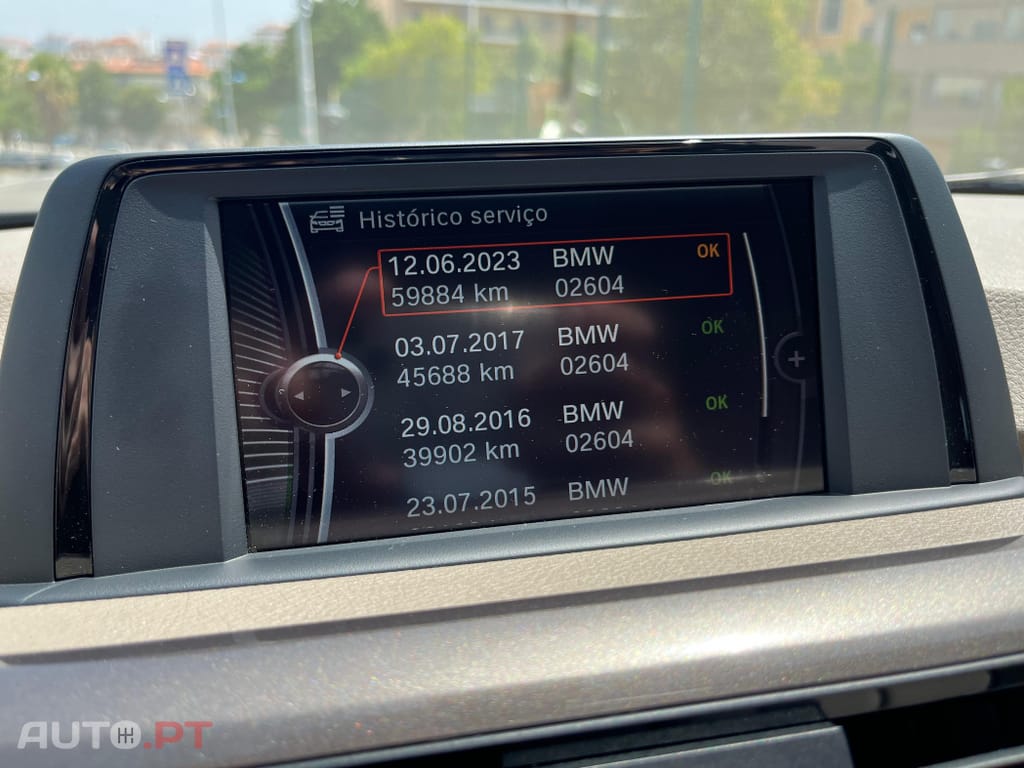 Histórico serviço
12.06.2023 BMW OK
59884 km 02604
03.07.2017 BMW OK
45688 km 02604
29.08.2016 BMW OK
39902 km 02604
23.07.2015 BMW OK
AUTO.PT